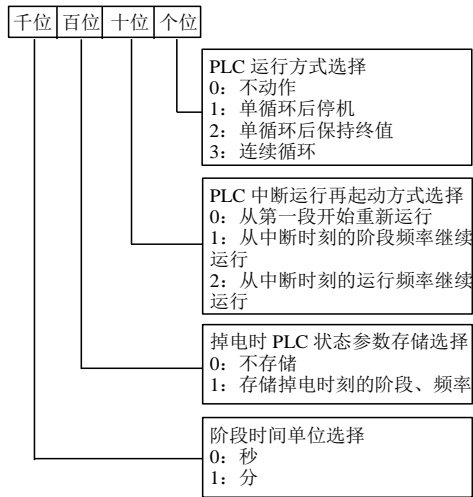 千位 百位 十位 个位
PLC 运行方式选择
0：不动作
1：单循环后停机
2：单循环后保持终值
3：连续循环
PLC 中断运行再起动方式选择
0：从第一段开始重新运行
1：从中断时刻的阶段频率继续
运行
2：从中断时刻的运行频率继续
运行
掉电时 PLC 状态参数存储选择
0：不存储
1：存储掉电时刻的阶段、频率
阶段时间单位选择
0：秒
1：分